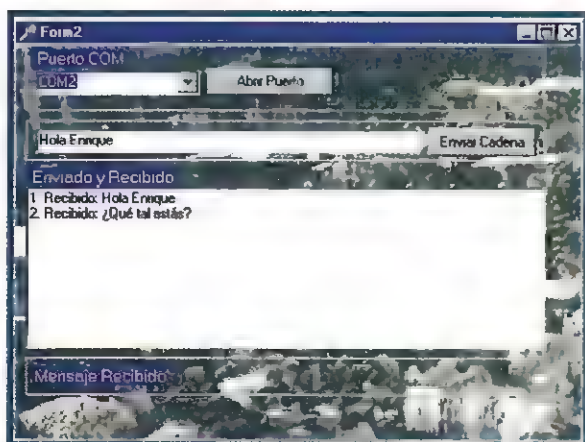 Form2
Puerto COM
COM2
Abrir Puerto
Hola Enrique
Enviar Cadena
Enviado y Recibido
1. Recibido: Hola Enrique
2. Recibido: ¿Qué tal estás?
Mensaje Recibido